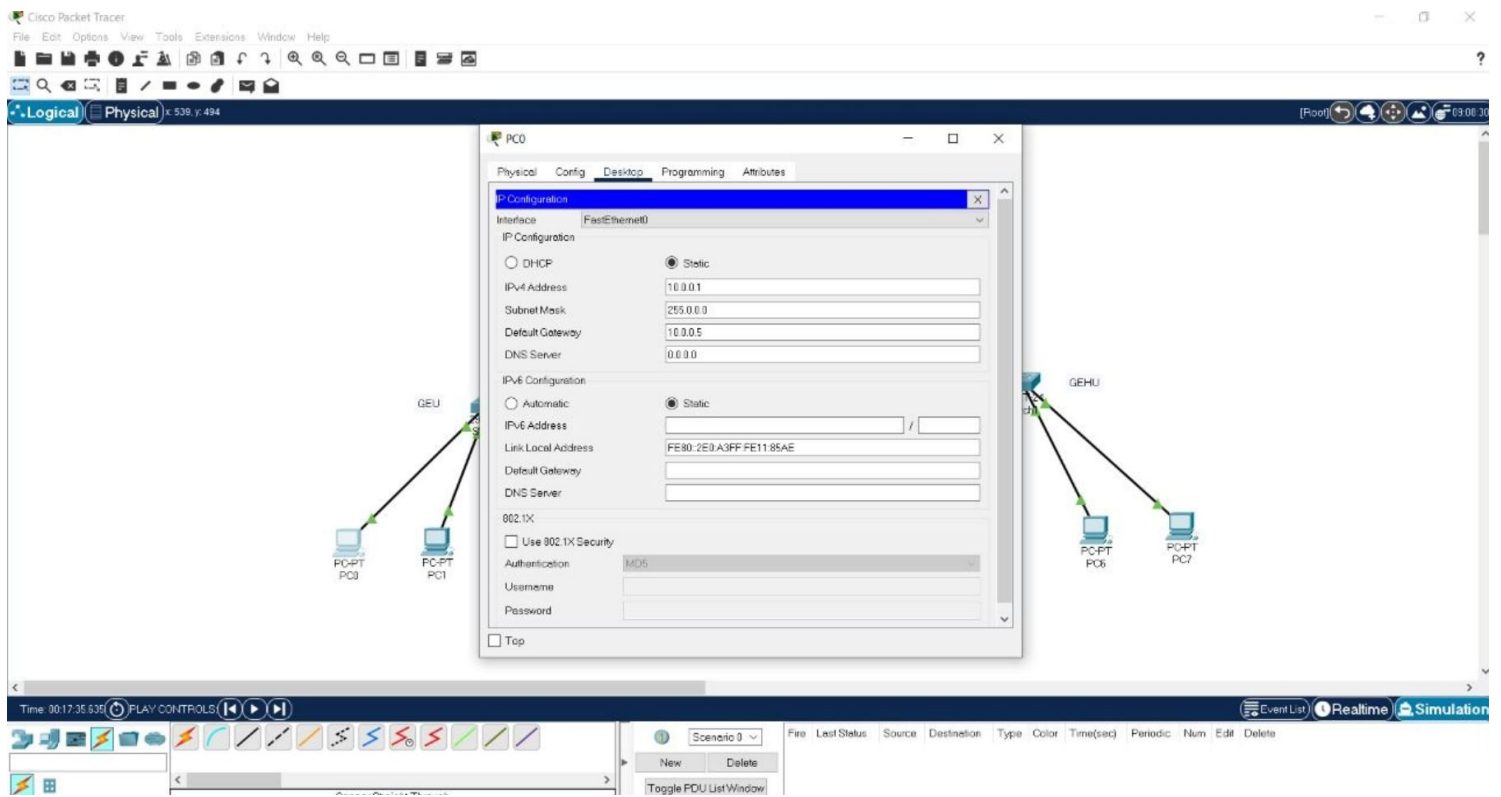 Cisco Packet Tracer
File Edit Options View Tools Extensions Window Help
?
Logical Physical x: 539, y: 494 [Root] 09:08:30
PC0
Physical Config Desktop Programming Attributes
IP Configuration X
Interface FastEthernet0
IP Configuration
DHCP Static
IPv4 Address 10.0.0.1
Subnet Mask 255.0.0.0
Default Gateway 10.0.0.5
DNS Server 0.0.0.0
IPv6 Configuration
Automatic Static
IPv6 Address /
Link Local Address FE80::2E0:A3FF:FE11:85AE
Default Gateway
DNS Server
802.1X
Use 802.1X Security
Authentication MD5
Username
Password
Top
GEU
GEHU
PC-PT
PC0
PC-PT
PC1
PC-PT
PC6
PC-PT
PC7
Time: 00:17:35.635 PLAY CONTROLS: Event List Realtime Simulation
Scenario 0 Fire Last Status Source Destination Type Color Time(sec) Periodic Num Edit Delete
New Delete
Toggle PDU List Window